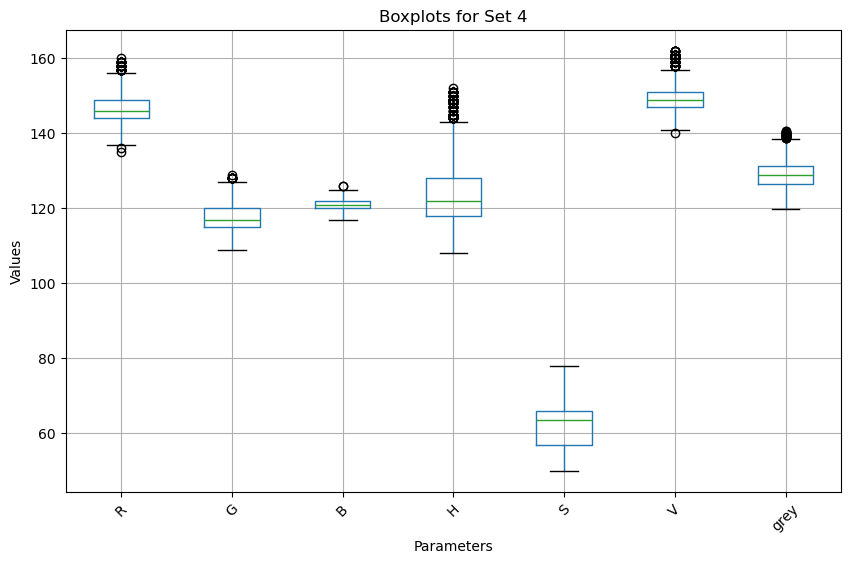 Boxplots for Set 4
160
140
120
100
80
60
Values
R
G
B
H
S
V
grey
Parameters